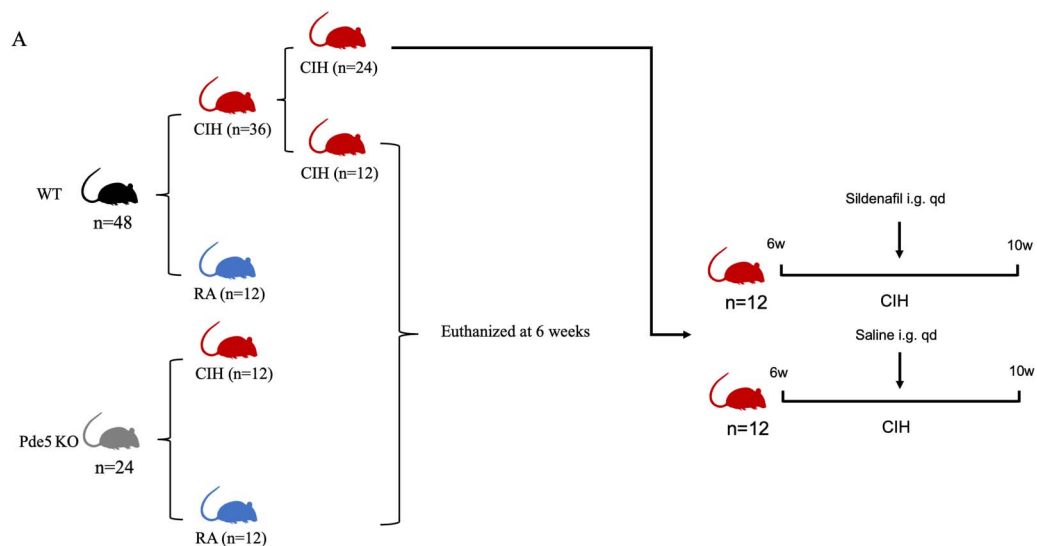 A
CIH (n=24)
CIH (n=36)
CIH (n=12)
WT
n=48
RA (n=12)
CIH (n=12)
Pde5 KO
n=24
RA (n=12)
Euthanized at 6 weeks
Sildenafil i.g. qd
6w
10w
n=12
CIH
Saline i.g. qd
6w
10w
n=12
CIH